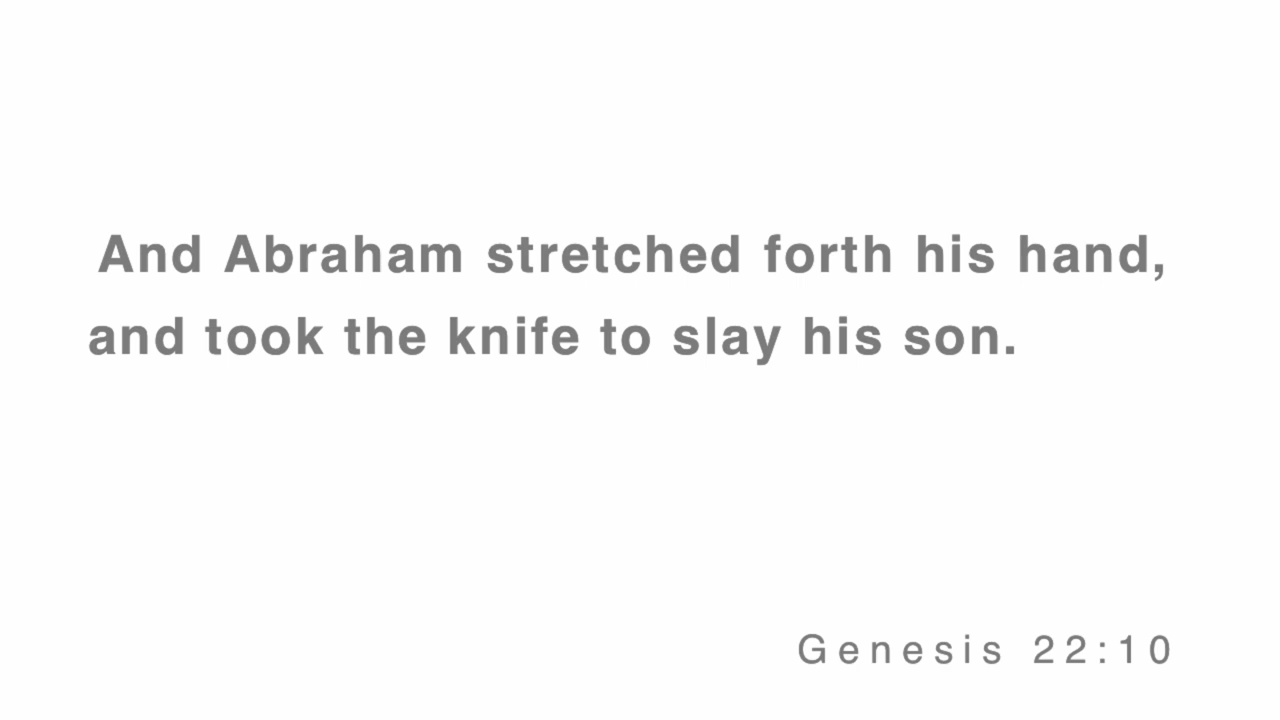 And Abraham stretched forth his hand,
and took the knife to slay his son.
Genesis 22:10